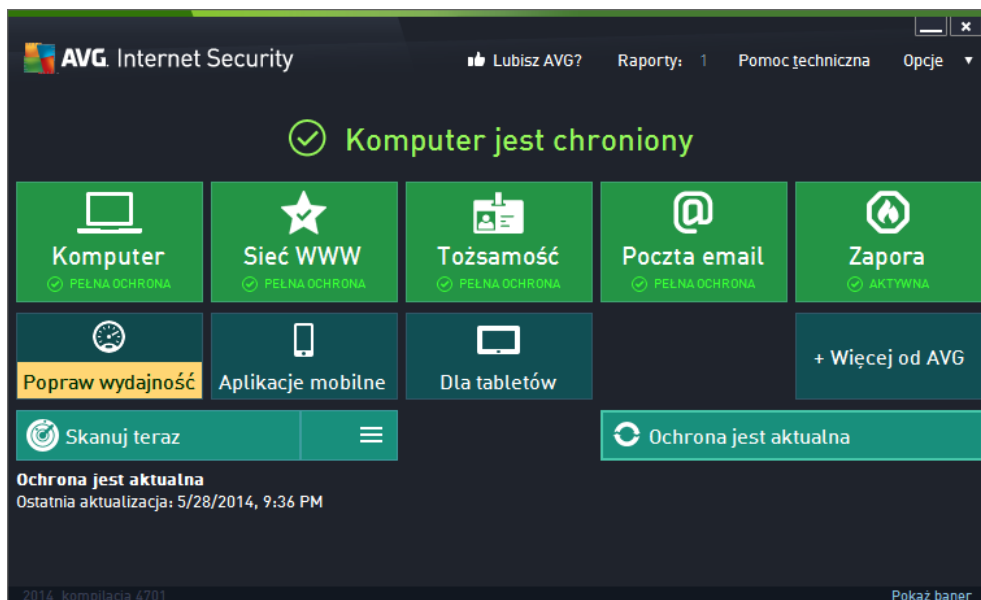 AVG. Internet Security
Lubisz AVG?
Raporty: 1
Pomoc techniczna
Opcje
Komputer jest chroniony
Komputer
PEŁNA OCHRONA
Sieć WWW
PEŁNA OCHRONA
Tożsamość
PEŁNA OCHRONA
Poczta email
PEŁNA OCHRONA
Zapora
AKTYWNA
Popraw wydajność
Aplikacje mobilne
Dla tabletów
+ Więcej od AVG
Skanuj teraz
Ochrona jest aktualna
Ochrona jest aktualna
Ostatnia aktualizacja: 5/28/2014, 9:36 PM
2014 kompilacja 4701
Pokaż baner